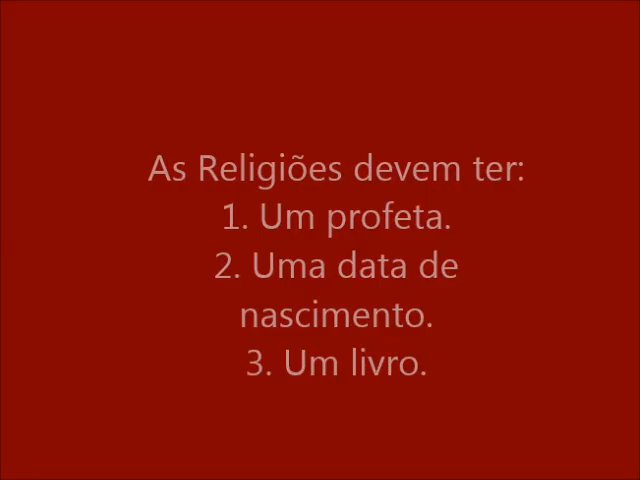 As Religiões devem ter:
1. Um profeta.
2. Uma data de
nascimento.
3. Um livro.